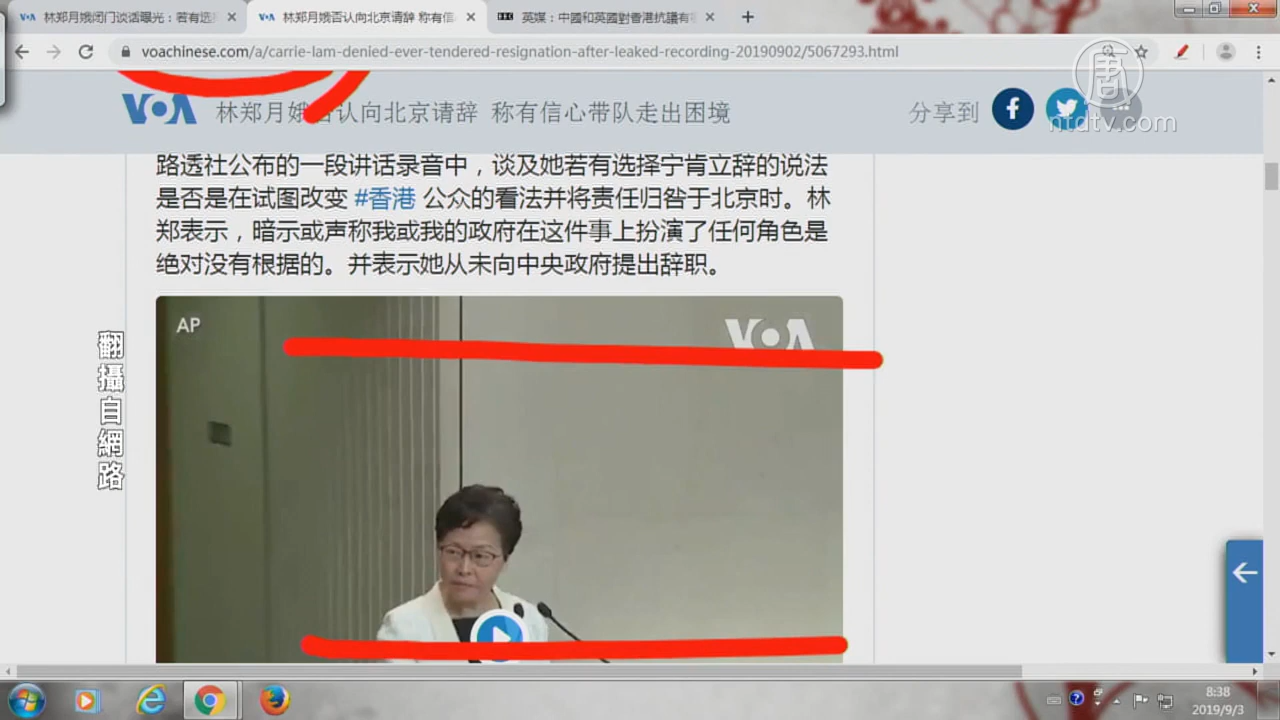 林郑月娥闭门谈话曝光：若有选
林郑月娥否认向北京请辞 称有信
英媒：中國和英國對香港抗議有
voachinese.com/a/carrie-lam-denied-ever-tendered-resignation-after-leaked-recording-20190902/5067293.html
VOA
林郑月娥否认向北京请辞 称有信心带队走出困境
分享到
唐
ntdtv.com
路透社公布的一段讲话录音中，谈及她若有选择宁肯立辞的说法
是否是在试图改变 #香港 公众的看法并将责任归咎于北京时。林
郑表示，暗示或声称我或我的政府在这件事上扮演了任何角色是
绝对没有根据的。并表示她从未向中央政府提出辞职。
AP
VOA
翻攝自網路
8:38
2019/9/3